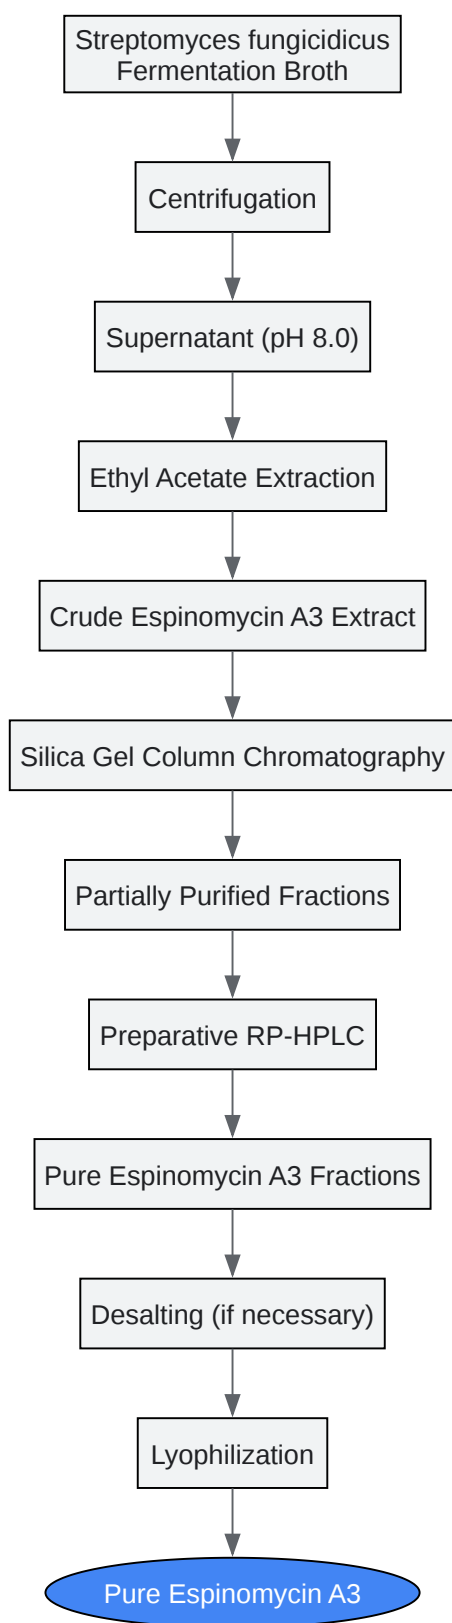 Streptomyces fungicidicus
Fermentation Broth
Centrifugation
Supernatant (pH 8.0)
Ethyl Acetate Extraction
Crude Espinomycin A3 Extract
Silica Gel Column Chromatography
Partially Purified Fractions
Preparative RP-HPLC
Pure Espinomycin A3 Fractions
Desalting (if necessary)
Lyophilization
Pure Espinomycin A3